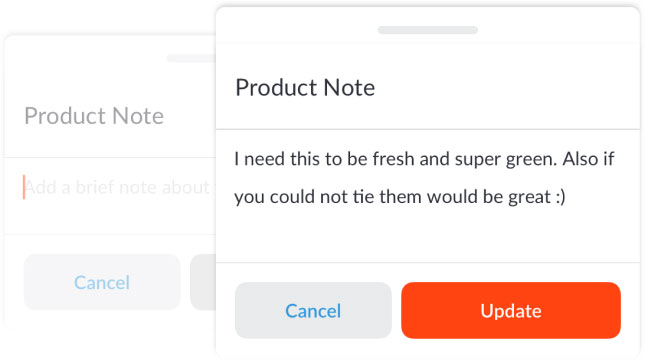 Product Note
Add a brief note about
Cancel
Product Note
I need this to be fresh and super green. Also if
you could not tie them would be great :)
Cancel
Update